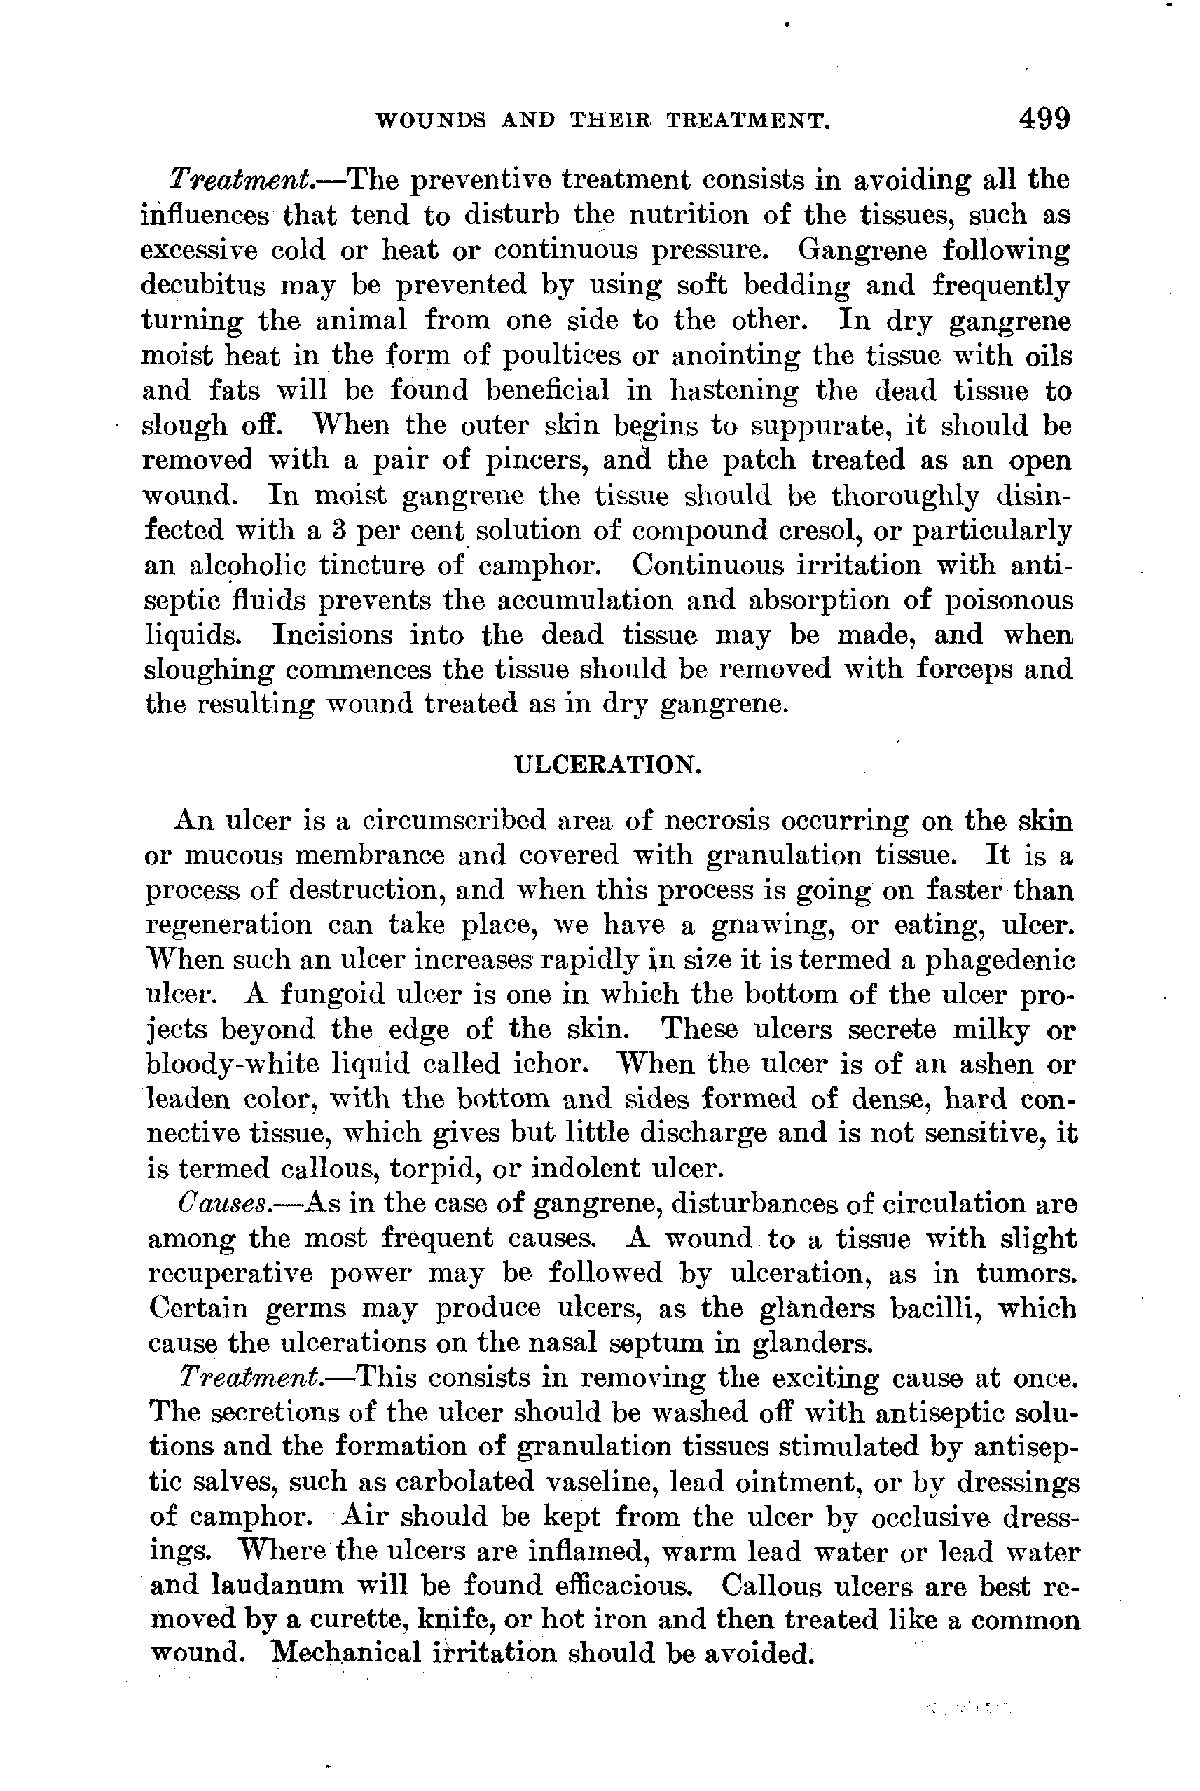 WOUNDS AND THEIR TREATMENT. 499
Treatment.—The preventive treatment consists in avoiding all the
influences that tend to disturb the nutrition of the tissues, such as
excessive cold or heat or continuous pressure. Gangrene following
decubitus may be prevented by using soft bedding and frequently
turning the animal from one side to the other. In dry gangrene
moist heat in the form of poultices or anointing the tissue with oils
and fats will be found beneficial in hastening the dead tissue to
slough off. When the outer skin begins to suppurate, it should be
removed with a pair of pincers, and the patch treated as an open
wound. In moist gangrene the tissue should be thoroughly disin-
fected with a 3 per cent solution of compound cresol, or particularly
an alcoholic tincture of camphor. Continuous irritation with anti-
septic fluids prevents the accumulation and absorption of poisonous
liquids. Incisions into the dead tissue may be made, and when
sloughing commences the tissue should be removed with forceps and
the resulting wound treated as in dry gangrene.
ULCERATION.
An ulcer is a circumscribed area of necrosis occurring on the skin
or mucous membrance and covered with granulation tissue. It is a
process of destruction, and when this process is going on faster than
regeneration can take place, we have a gnawing, or eating, ulcer.
When such an ulcer increases rapidly in size it is termed a phagedenic
ulcer. A fungoid ulcer is one in which the bottom of the ulcer pro-
jects beyond the edge of the skin. These ulcers secrete milky or
bloody-white liquid called ichor. When the ulcer is of an ashen or
leaden color, with the bottom and sides formed of dense, hard con-
nective tissue, which gives but little discharge and is not sensitive, it
is termed callous, torpid, or indolent ulcer.
Causes.—As in the case of gangrene, disturbances of circulation are
among the most frequent causes. A wound to a tissue with slight
recuperative power may be followed by ulceration, as in tumors.
Certain germs may produce ulcers, as the glanders bacilli, which
cause the ulcerations on the nasal septum in glanders.
Treatment.—This consists in removing the exciting cause at once.
The secretions of the ulcer should be washed off with antiseptic solu-
tions and the formation of granulation tissues stimulated by antisep-
tic salves, such as carbolated vaseline, lead ointment, or by dressings
of camphor. Air should be kept from the ulcer by occlusive dress-
ings. Where the ulcers are inflamed, warm lead water or lead water
and laudanum will be found efficacious. Callous ulcers are best re-
moved by a curette, knife, or hot iron and then treated like a common
wound. Mechanical irritation should be avoided.